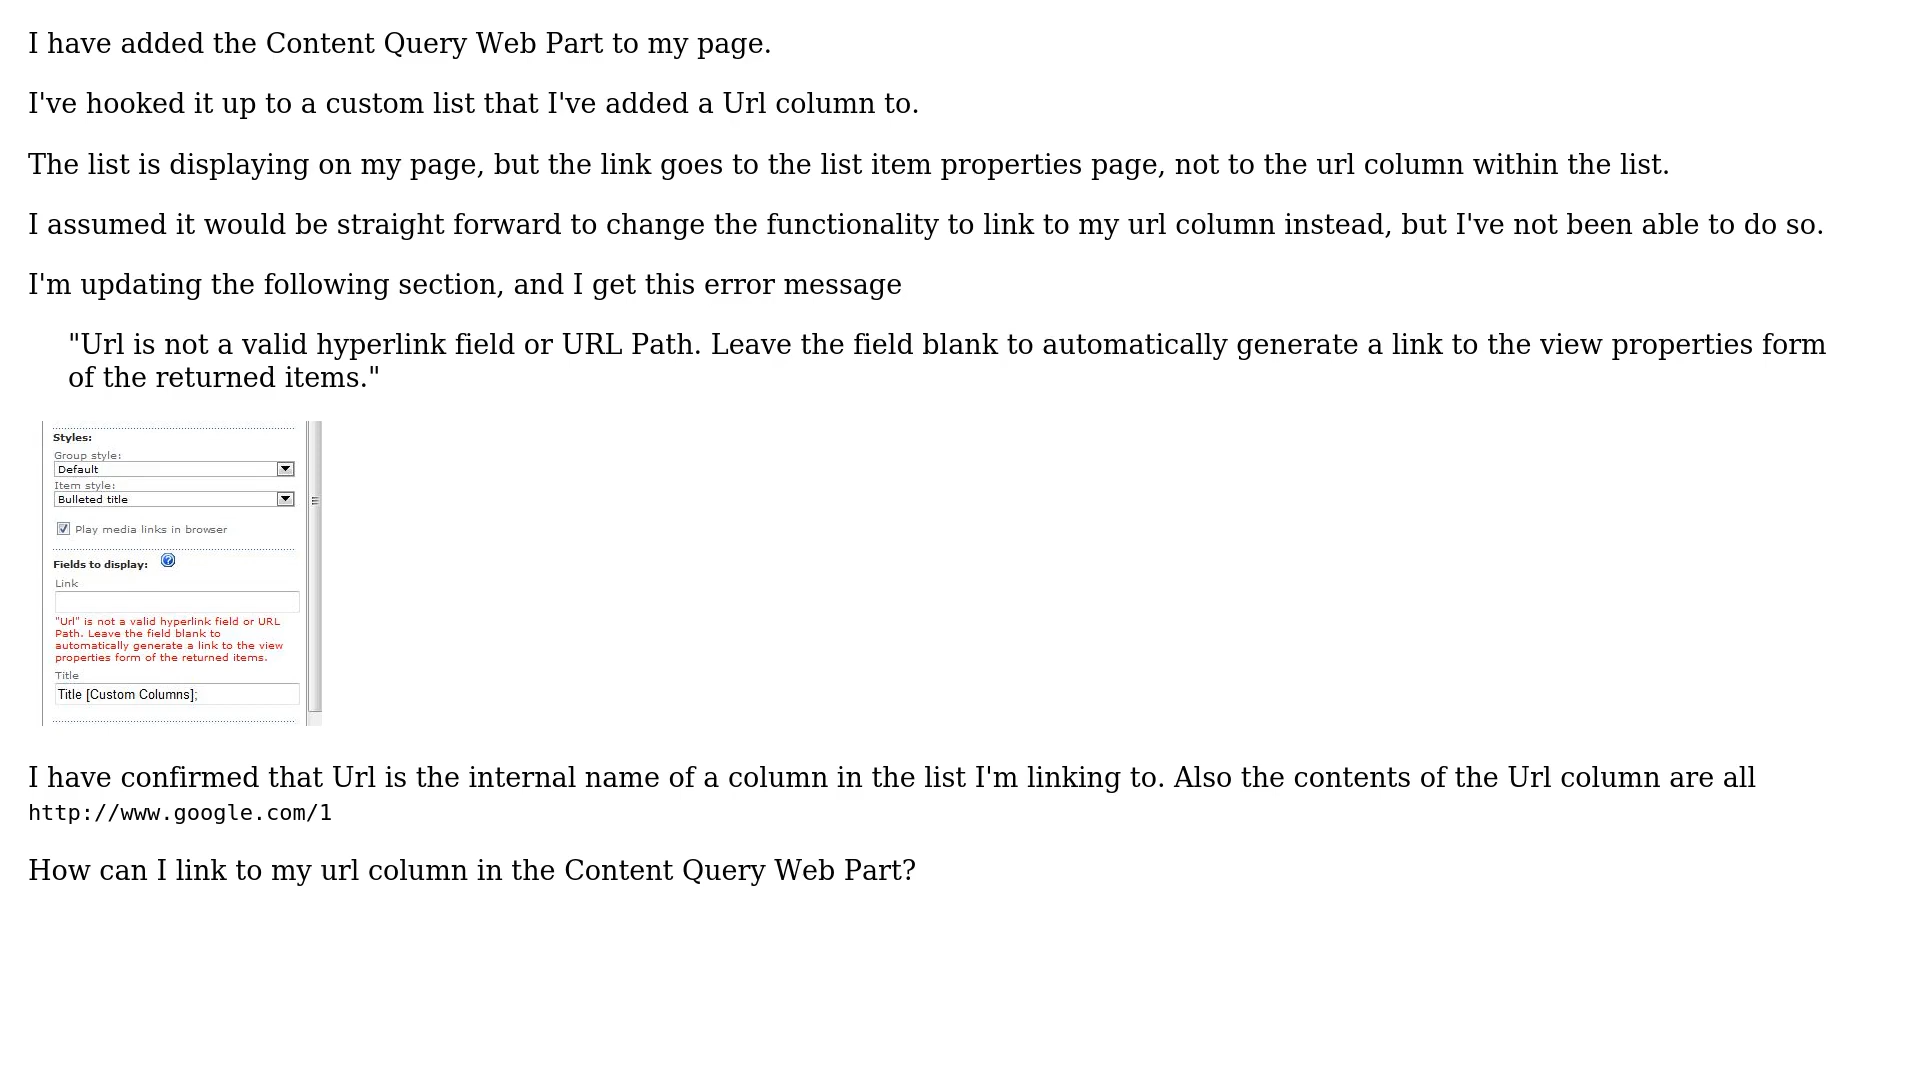 I have added the Content Query Web Part to my page.
I've hooked it up to a custom list that I've added a Url column to.
The list is displaying on my page, but the link goes to the list item properties page, not to the url column within the list.
I assumed it would be straight forward to change the functionality to link to my url column instead, but I've not been able to do so.
I'm updating the following section, and I get this error message
"Url is not a valid hyperlink field or URL Path. Leave the field blank to automatically generate a link to the view properties form
of the returned items."
Styles:
Group style:
Default
Item style:
Bulleted title
Play media links in browser
Fields to display:
Link
"Url" is not a valid hyperlink field or URL
Path. Leave the field blank to
automatically generate a link to the view
properties form of the returned items.
Title
Title [Custom Columns];
I have confirmed that Url is the internal name of a column in the list I'm linking to. Also the contents of the Url column are all
http://www.google.com/1
How can I link to my url column in the Content Query Web Part?